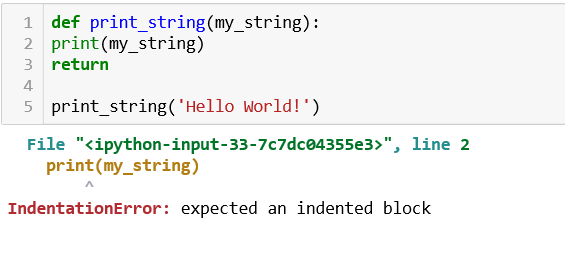 1 def print_string(my_string):
2 print(my_string)
3 return
4
5 print_string('Hello World!')
File "<ipython-input-33-7c7dc04355e3>", line 2
print(my_string)
^
IndentationError: expected an indented block